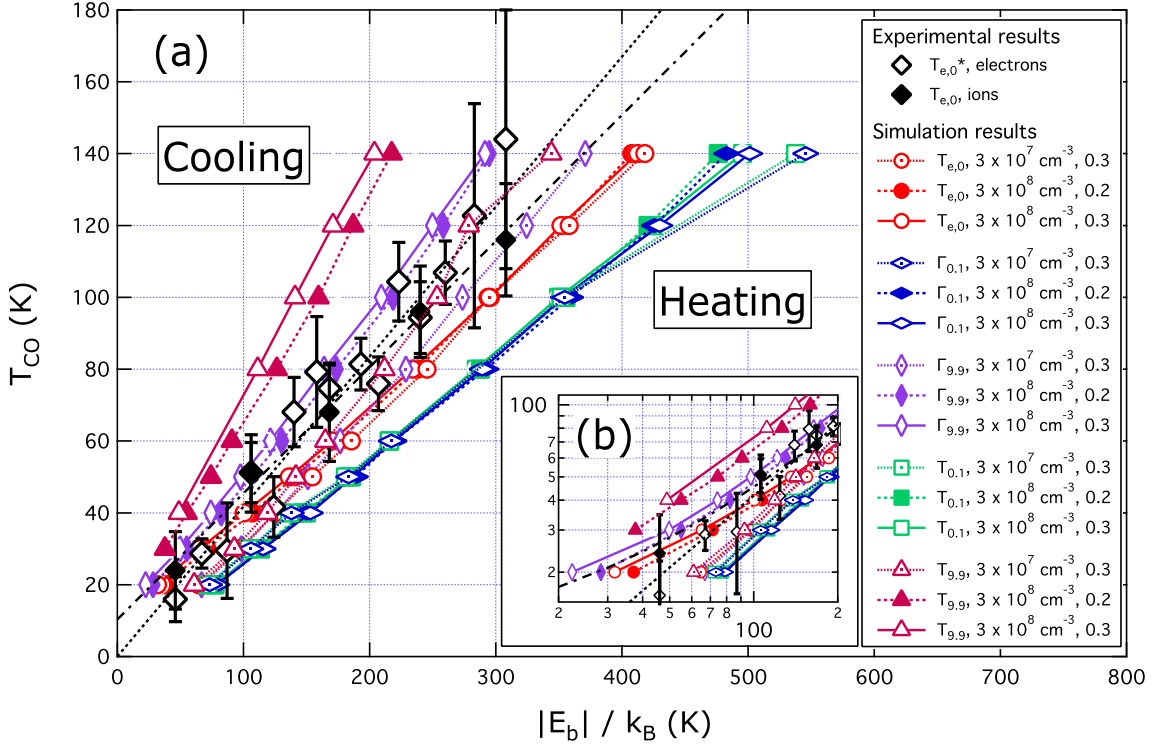 (a)
Cooling
Heating
180
160
140
120
100
80
60
40
20
0
T_CO (K)
0 100 200 300 400 500 600 700 800
|E_b| / k_B (K)
Experimental results
T_e,0*, electrons
T_e,0, ions
Simulation results
T_e,0, 3 x 10^7 cm^-3, 0.3
T_e,0, 3 x 10^8 cm^-3, 0.2
T_e,0, 3 x 10^8 cm^-3, 0.3
Γ_0.1, 3 x 10^7 cm^-3, 0.3
Γ_0.1, 3 x 10^8 cm^-3, 0.2
Γ_0.1, 3 x 10^8 cm^-3, 0.3
Γ_9.9, 3 x 10^7 cm^-3, 0.3
Γ_9.9, 3 x 10^8 cm^-3, 0.2
Γ_9.9, 3 x 10^8 cm^-3, 0.3
T_0.1, 3 x 10^7 cm^-3, 0.3
T_0.1, 3 x 10^8 cm^-3, 0.2
T_0.1, 3 x 10^8 cm^-3, 0.3
T_9.9, 3 x 10^7 cm^-3, 0.3
T_9.9, 3 x 10^8 cm^-3, 0.2
T_9.9, 3 x 10^8 cm^-3, 0.3
(b)
100
7
6
5
4
3
2
2 3 4 5 6 7 8 2
100